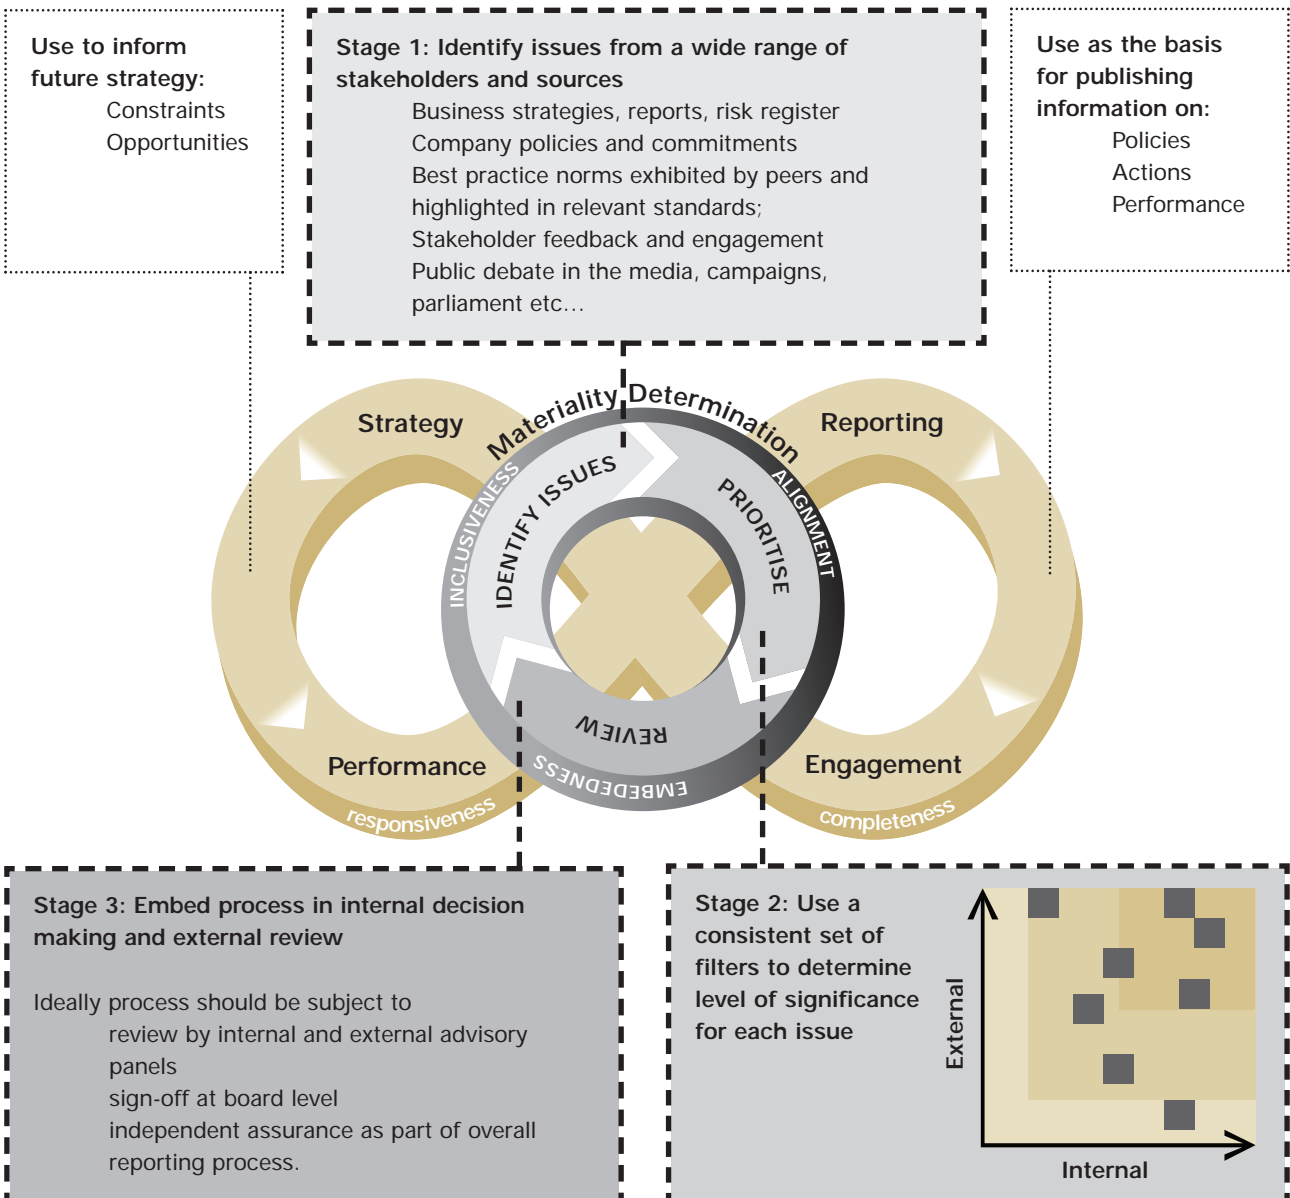 Use to inform
future strategy:
Constraints
Opportunities
Stage 1: Identify issues from a wide range of
stakeholders and sources
Business strategies, reports, risk register
Company policies and commitments
Best practice norms exhibited by peers and
highlighted in relevant standards;
Stakeholder feedback and engagement
Public debate in the media, campaigns,
parliament etc…
Use as the basis
for publishing
information on:
Policies
Actions
Performance
Materiality Determination
Strategy
Reporting
INCLUSIVENESS
IDENTIFY ISSUES
PRIORITISE
ALIGNMENT
REVIEW
EMBEDEDNESS
Performance
responsiveness
Engagement
completeness
Stage 3: Embed process in internal decision
making and external review
Ideally process should be subject to
review by internal and external advisory
panels
sign-off at board level
independent assurance as part of overall
reporting process.
Stage 2: Use a
consistent set of
filters to determine
level of significance
for each issue
External
Internal